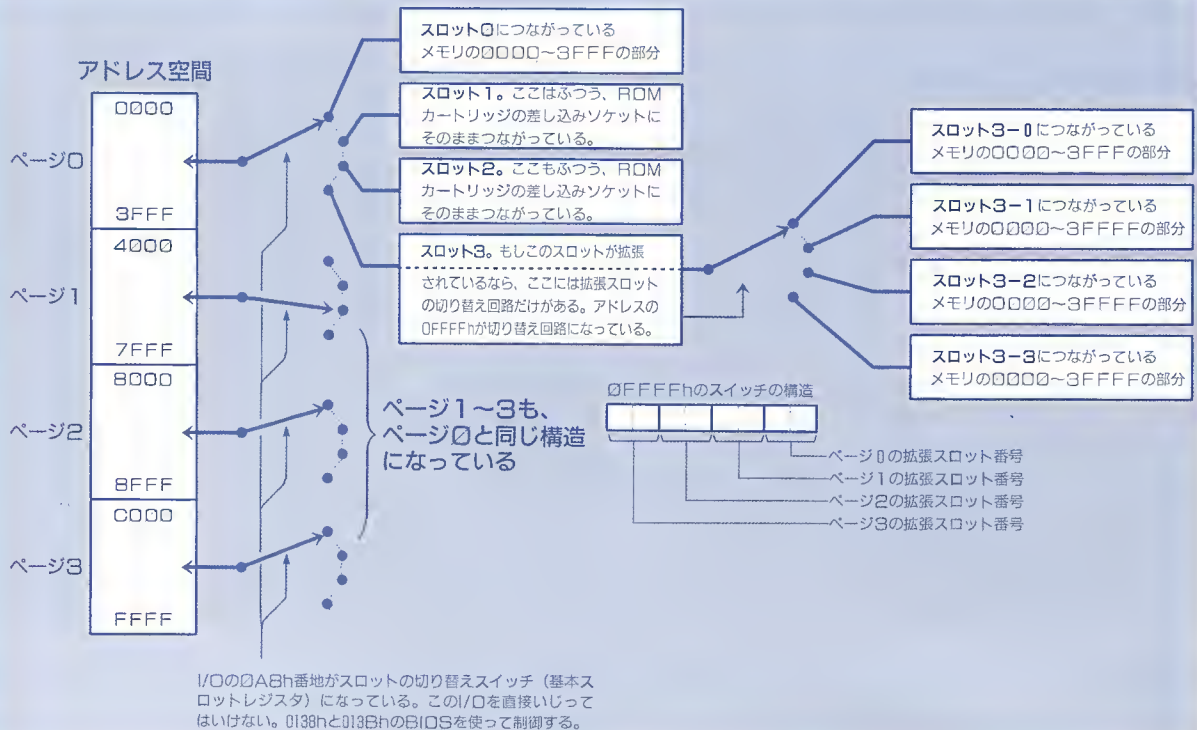 アドレス空間
ページ0
0000
3FFF
ページ1
4000
7FFF
ページ2
8000
8FFF
ページ3
C000
FFFF
スロット0につながっている
メモリの0000～3FFFの部分
スロット1。ここはふつう、ROM
カートリッジの差し込みソケットに
そのままつながっている。
スロット2。ここもふつう、ROM
カートリッジの差し込みソケットに
そのままつながっている。
スロット3。もしこのスロットが拡張
されているなら、ここには拡張スロット
の切り替え回路だけがある。アドレスの
0FFFFhが切り替え回路になっている。
スロット3-0につながっている
メモリの0000～3FFFの部分
スロット3-1につながっている
メモリの0000～3FFFFの部分
スロット3-2につながっている
メモリの0000～3FFFFの部分
スロット3-3につながっている
メモリの0000～3FFFFの部分
ページ1～3も、
ページ0と同じ構造
になっている
0FFFFhのスイッチの構造
ページ0の拡張スロット番号
ページ1の拡張スロット番号
ページ2の拡張スロット番号
ページ3の拡張スロット番号
I/Oの0A8h番地がスロットの切り替えスイッチ（基本ス
ロットレジスタ）になっている。このI/Oを直接いじって
はいけない。0138hと013BhのBIOSを使って制御する。